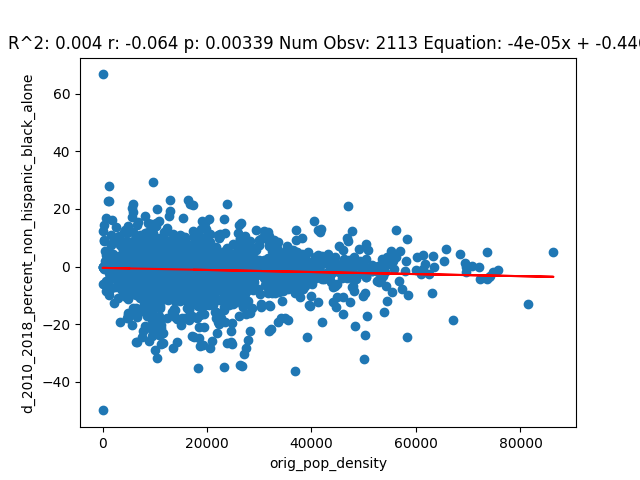 R^2: 0.004 r: -0.064 p: 0.00339 Num Obsv: 2113 Equation: -4e-05x + -0.446
d_2010_2018_percent_non_hispanic_black_alone
60
40
20
0
−20
−40
0 20000 40000 60000 80000
orig_pop_density